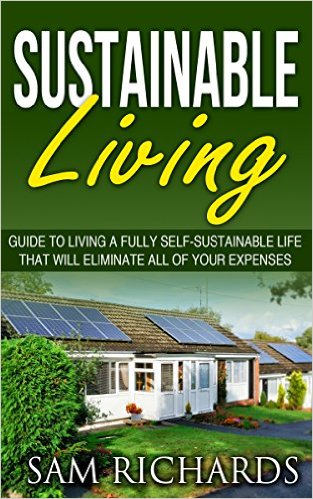 SUSTAINABLE
Living
GUIDE TO LIVING A FULLY SELF-SUSTAINABLE LIFE
THAT WILL ELIMINATE ALL OF YOUR EXPENSES
SAM RICHARDS